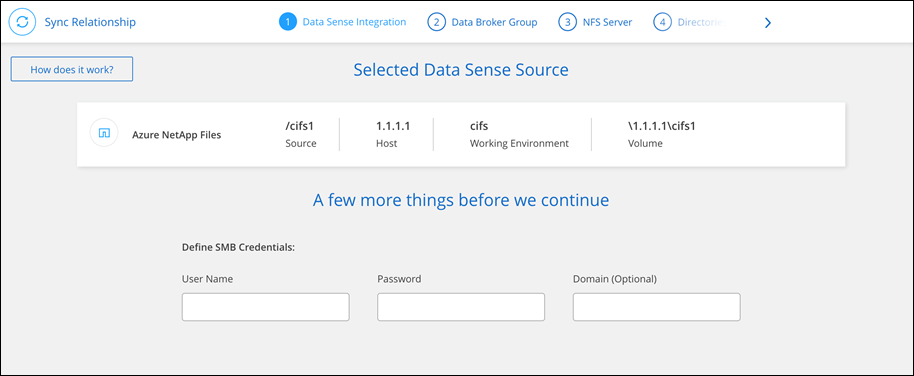 Sync Relationship
1 Data Sense Integration
2 Data Broker Group
3 NFS Server
4
How does it work?
Selected Data Sense Source
Azure NetApp Files
/cifs1 1.1.1.1 cifs \1.1.1.1\cifs1
Source Host Working Environment Volume
A few more things before we continue
Define SMB Credentials:
User Name Password Domain (Optional)